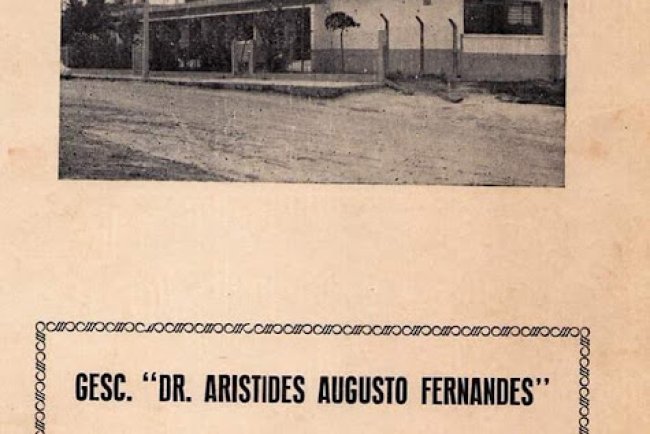 GESC. "DR. ARISTIDES AUGUSTO FERNANDES"